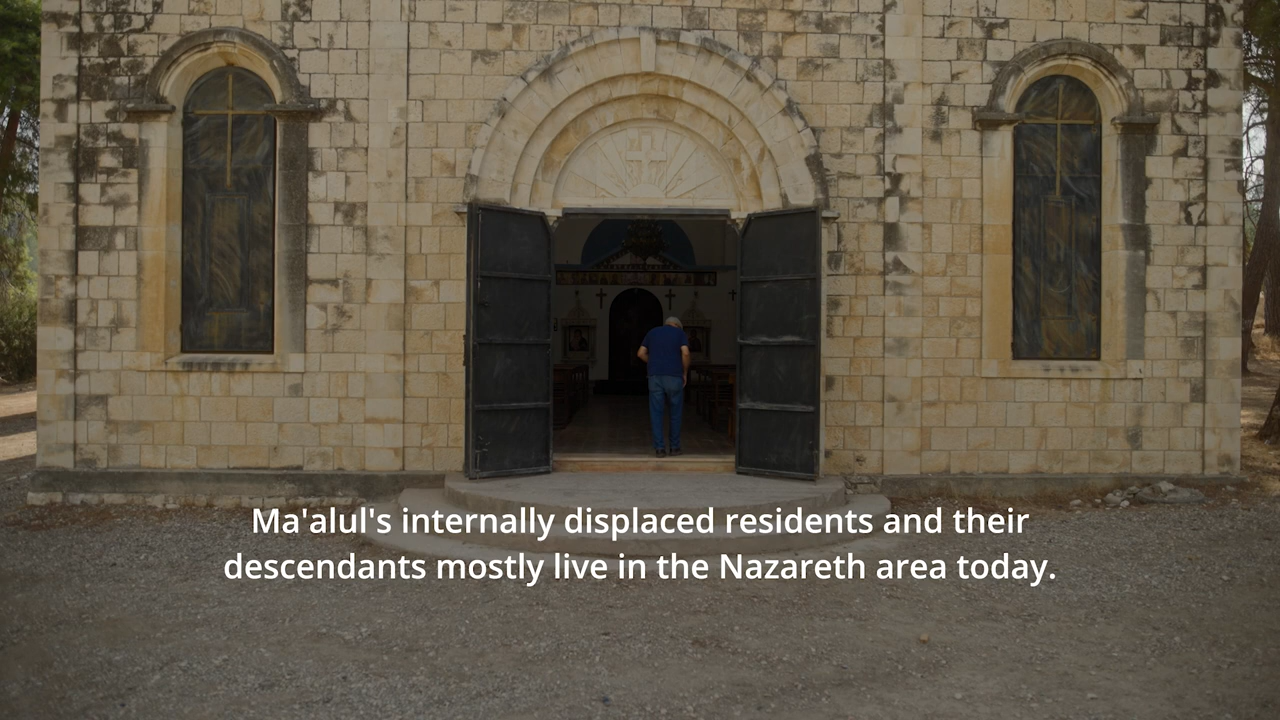 Ma'alul's internally displaced residents and their
descendants mostly live in the Nazareth area today.